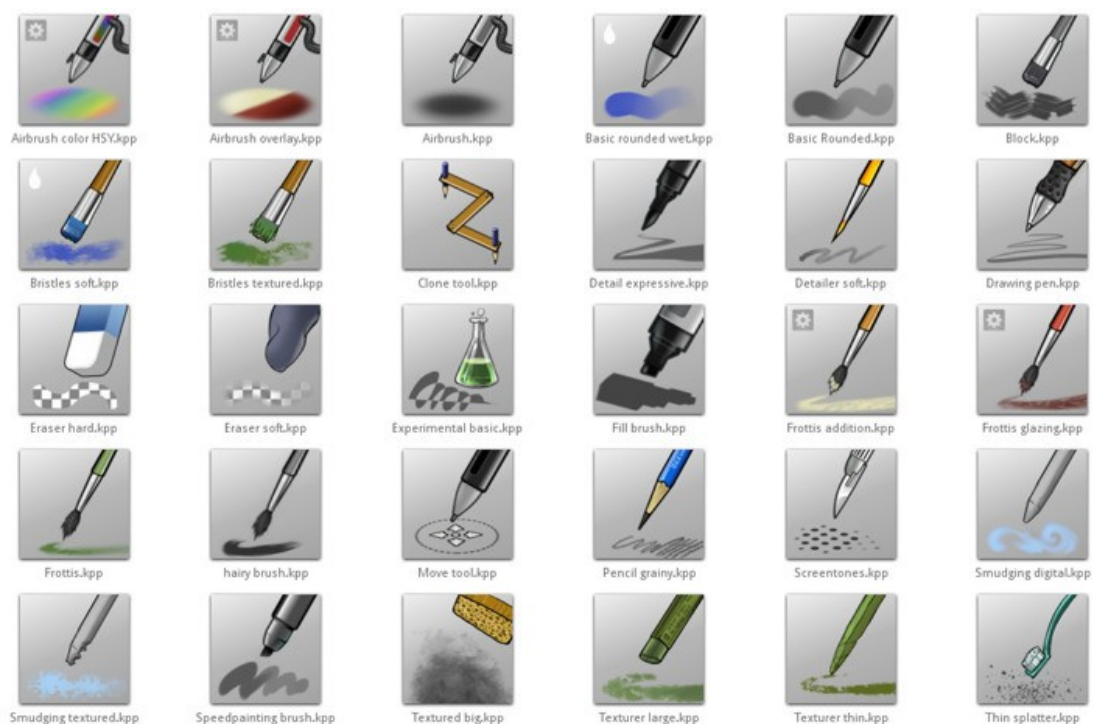 Airbrush color HSY.kpp Airbrush overlay.kpp Airbrush.kpp Basic rounded wet.kpp Basic Rounded.kpp Block.kpp
Bristles soft.kpp Bristles textured.kpp Clone tool.kpp Detail expressive.kpp Detailer soft.kpp Drawing pen.kpp
Eraser hard.kpp Eraser soft.kpp Experimental basic.kpp Fill brush.kpp Frottis addition.kpp Frottis glazing.kpp
Frottis.kpp hairy brush.kpp Move tool.kpp Pencil grainy.kpp Screentones.kpp Smudging digital.kpp
Smudging textured.kpp Speedpainting brush.kpp Textured big.kpp Texturer large.kpp Texturer thin.kpp Thin splatter.kpp